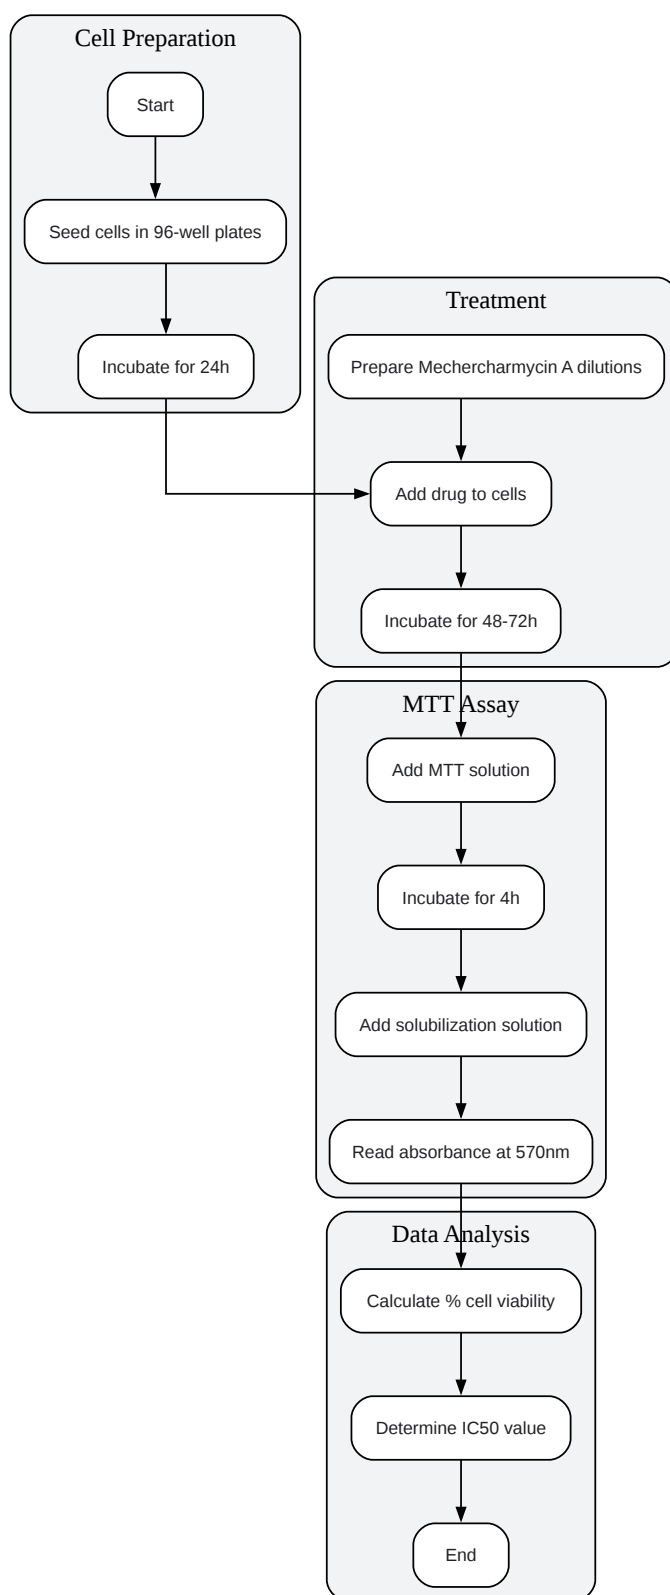 Cell Preparation
Start
Seed cells in 96-well plates
Incubate for 24h
Treatment
Prepare Mechercharmycin A dilutions
Add drug to cells
Incubate for 48-72h
MTT Assay
Add MTT solution
Incubate for 4h
Add solubilization solution
Read absorbance at 570nm
Data Analysis
Calculate % cell viability
Determine IC50 value
End